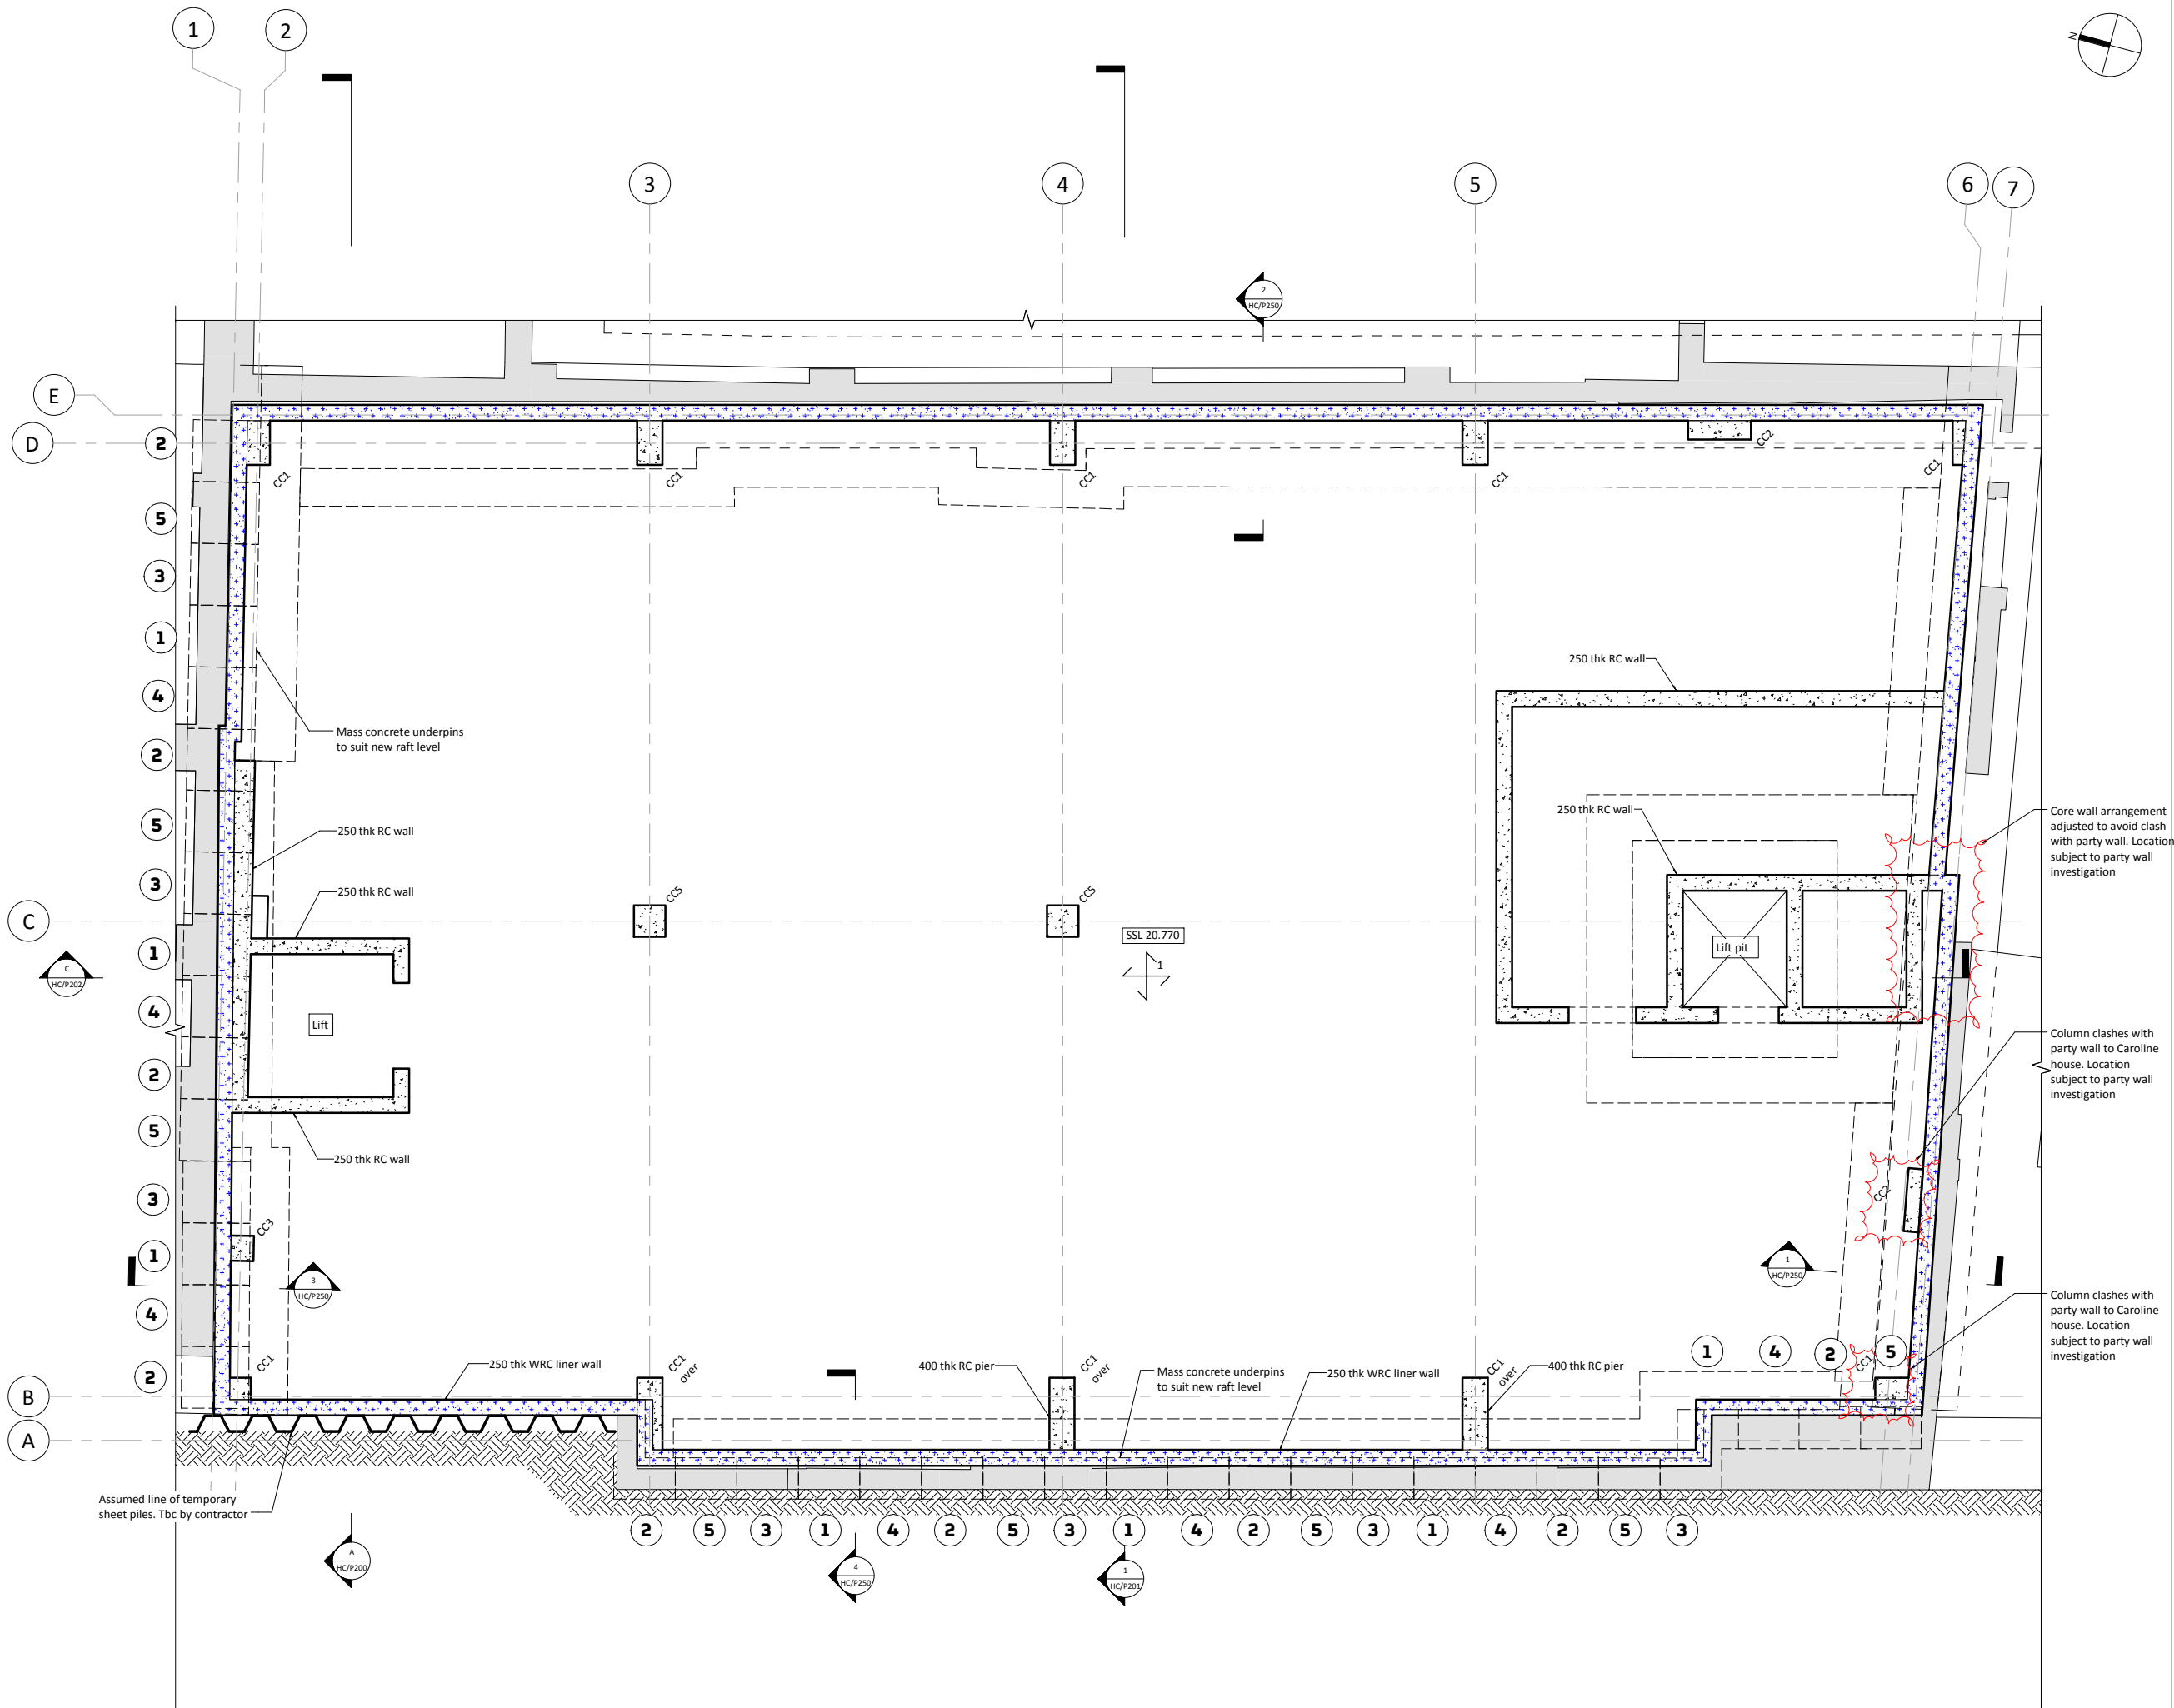 1
2
N
3
4
5
6
7
2
HC/P250
E
D
2
CC1
CC1
CC1
CC1
CC2
CC1
5
3
1
4
2
5
3
1
4
2
5
3
1
4
2
250 thk RC wall
Mass concrete underpins
to suit new raft level
250 thk RC wall
250 thk RC wall
250 thk RC wall
Core wall arrangement
adjusted to avoid clash
with party wall. Location
subject to party wall
investigation
C
CC5
CC5
SSL 20.770
1
Lift pit
C
HC/P202
Lift
Column clashes with
party wall to Caroline
house. Location
subject to party wall
investigation
250 thk RC wall
CC2
CC3
3
HC/P250
1
HC/P250
Column clashes with
party wall to Caroline
house. Location
subject to party wall
investigation
1
4
2
5
CC1
CC1
250 thk WRC liner wall
CC1
over
400 thk RC pier
CC1
over
Mass concrete underpins
to suit new raft level
250 thk WRC liner wall
CC1
over
400 thk RC pier
B
A
Assumed line of temporary
sheet piles. Tbc by contractor
2
5
3
1
4
2
5
3
1
4
2
5
3
1
4
2
5
3
A
HC/P200
4
HC/P250
1
HC/P201